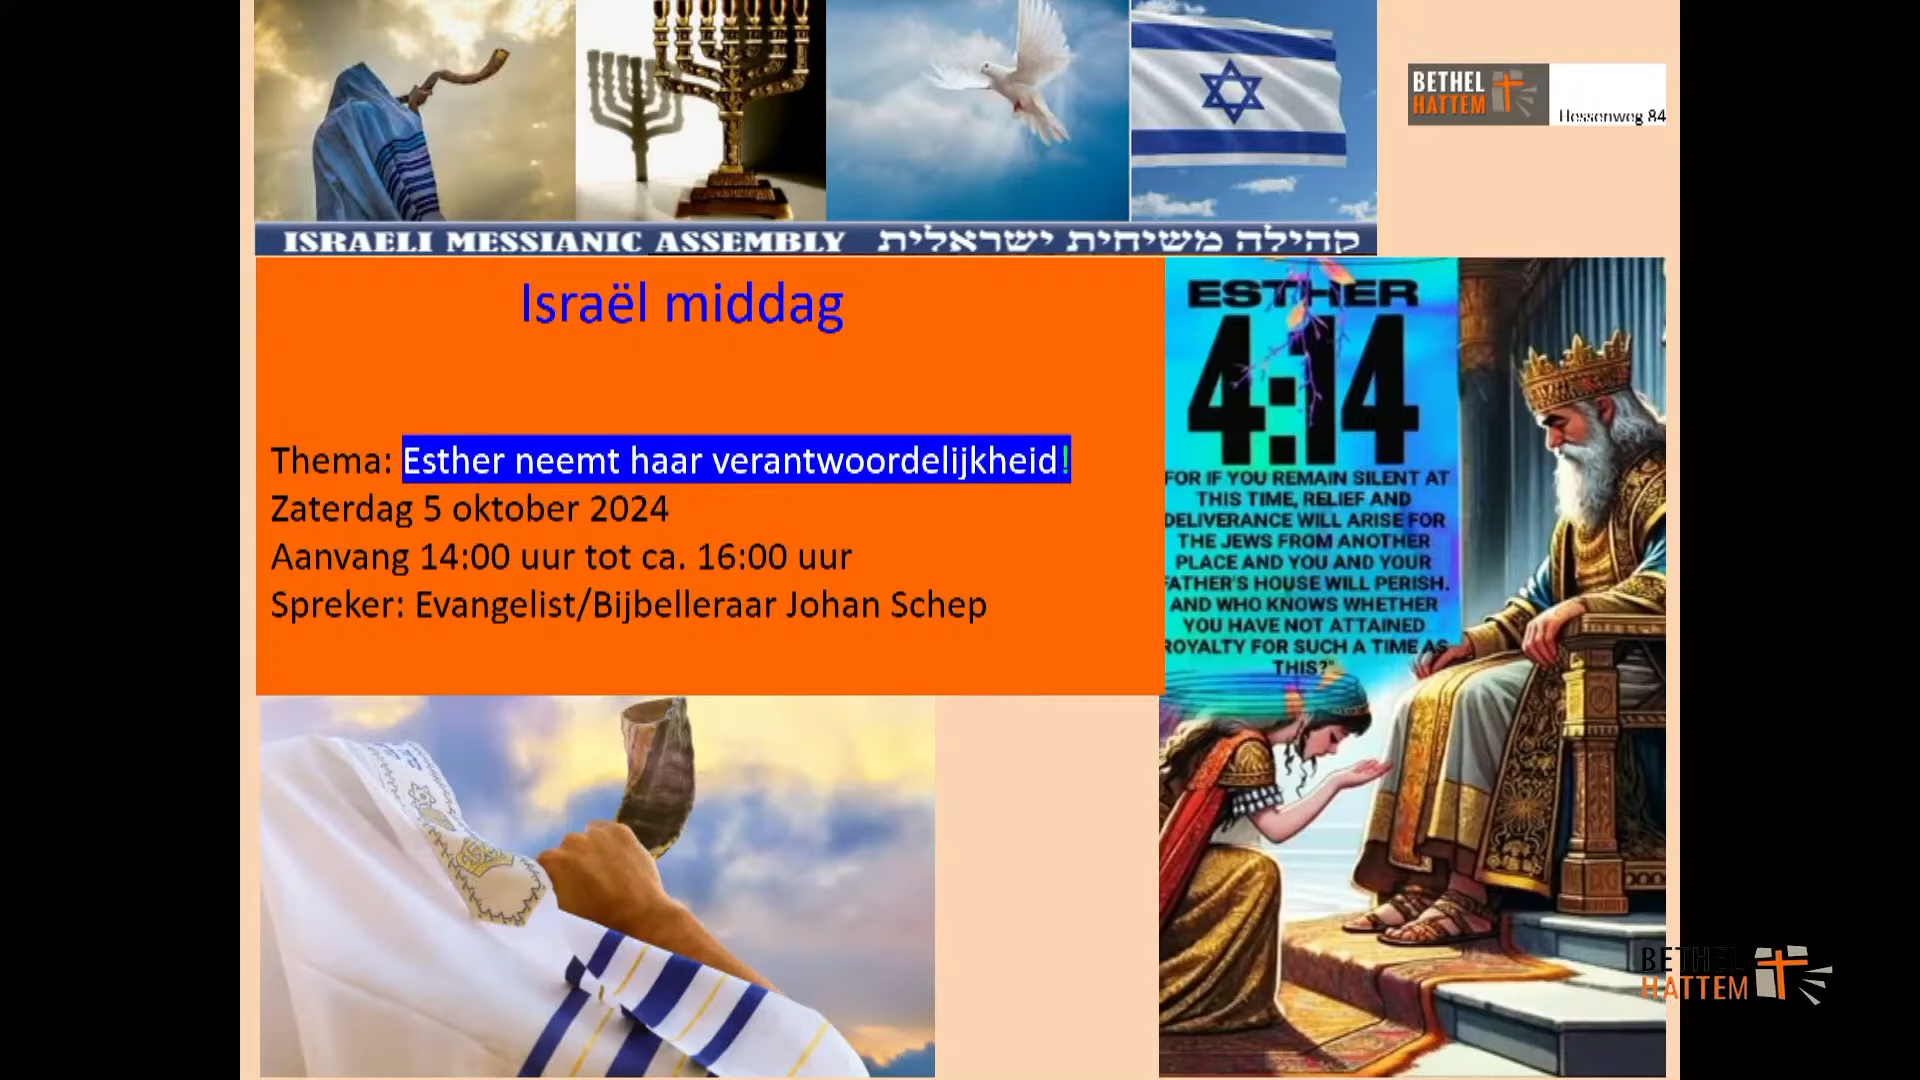 BETHEL
HATTEM
Hessenweg 84
ISRAELI MESSIANIC ASSEMBLY קהילה משיחית ישראלית
Israël middag
Thema: Esther neemt haar verantwoordelijkheid!
Zaterdag 5 oktober 2024
Aanvang 14:00 uur tot ca. 16:00 uur
Spreker: Evangelist/Bijbelleraar Johan Schep
ESTHER
4:14
FOR IF YOU REMAIN SILENT AT
THIS TIME, RELIEF AND
DELIVERANCE WILL ARISE FOR
THE JEWS FROM ANOTHER
PLACE AND YOU AND YOUR
FATHER'S HOUSE WILL PERISH.
AND WHO KNOWS WHETHER
YOU HAVE NOT ATTAINED
ROYALTY FOR SUCH A TIME AS
THIS?"
BETHEL
HATTEM